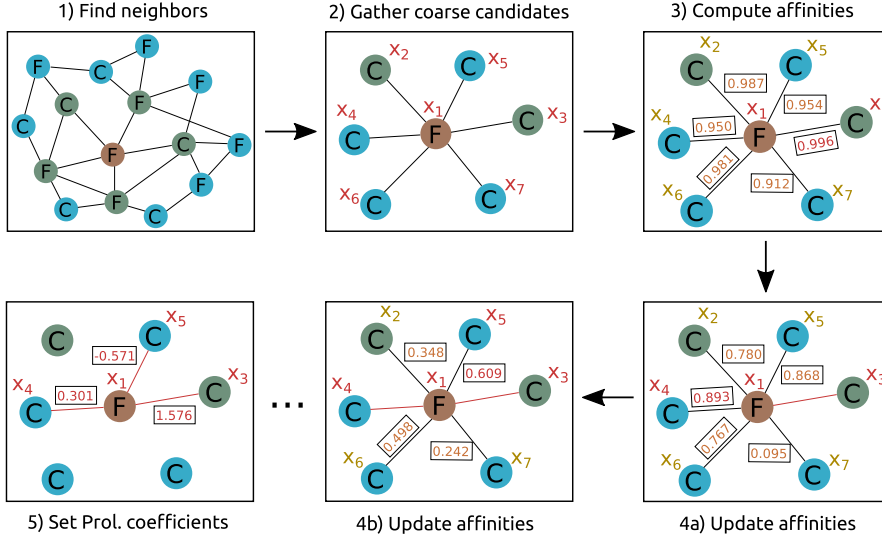 1) Find neighbors
F
F
C
F
C
F
C
F
C
F
F
C
F
C
F
C
2) Gather coarse candidates
x2
x5
C
C
x1
x3
x4
F
C
C
x6
C
C
x7
3) Compute affinities
x2
x5
C
C
0.987
x1
0.954
x
x4
0.950
F
C
C
0.996
0.981
0.912
x6
C
C
x7
x5
C
C
-0.571
x3
x4
x1
0.301
F
C
C
1.576
C
C
5) Set Prol. coefficients
...
x2
x5
C
C
0.348
x1
0.609
x3
x4
F
C
C
0.498
0.242
x6
C
C
x7
4b) Update affinities
x2
x5
C
C
0.780
x1
0.868
x3
x4
0.893
F
C
C
0.767
0.095
x6
C
C
x7
4a) Update affinities